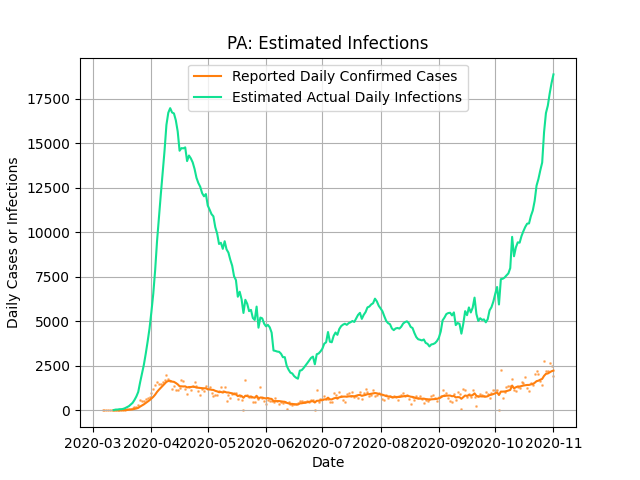 PA: Estimated Infections
Reported Daily Confirmed Cases
Estimated Actual Daily Infections
Daily Cases or Infections
17500
15000
12500
10000
7500
5000
2500
0
2020-03 2020-04 2020-05 2020-06 2020-07 2020-08 2020-09 2020-10 2020-11
Date